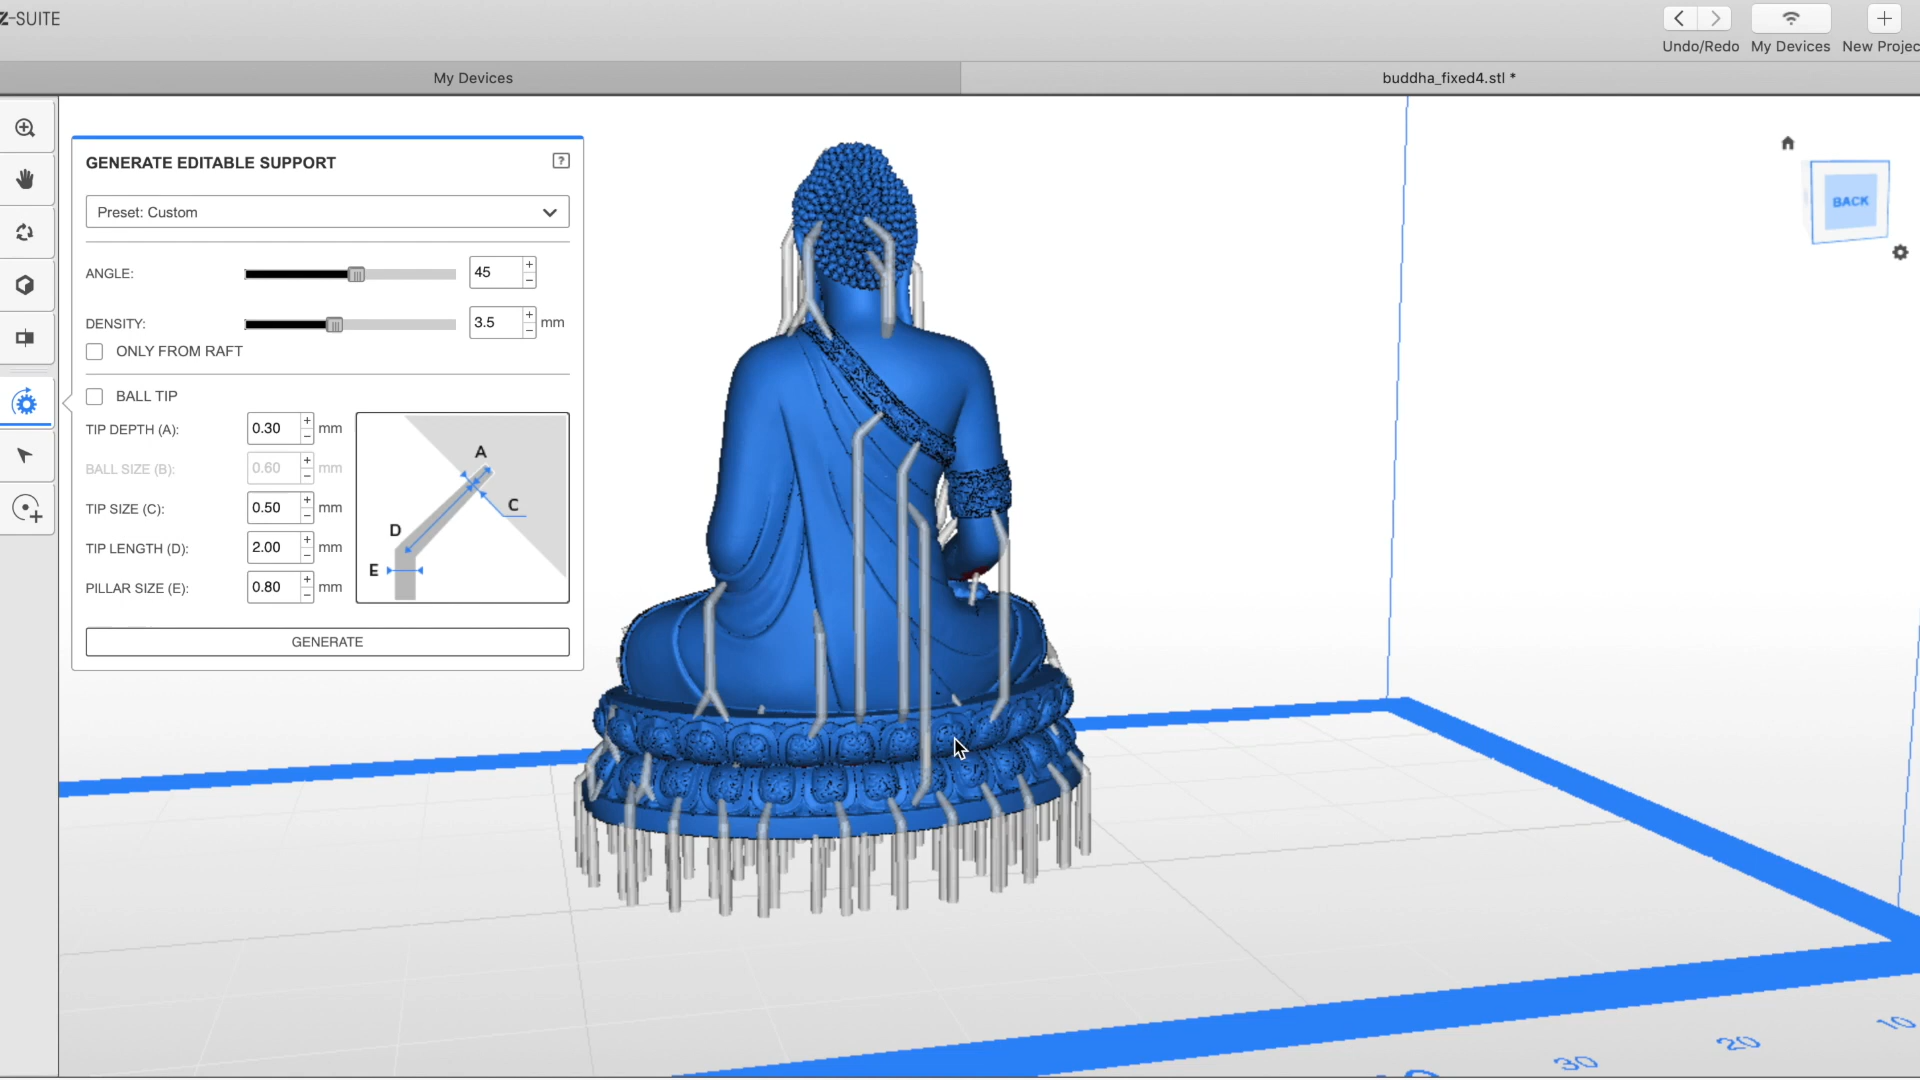 Z-SUITE
Undo/Redo My Devices New Projec
My Devices
buddha_fixed4.stl *
GENERATE EDITABLE SUPPORT ?
Preset: Custom
ANGLE: 45
DENSITY: 3.5 mm
ONLY FROM RAFT
BALL TIP
TIP DEPTH (A): 0.30 mm
BALL SIZE (B): 0.60 mm
TIP SIZE (C): 0.50 mm
TIP LENGTH (D): 2.00 mm
PILLAR SIZE (E): 0.80 mm
A
C
D
E
GENERATE
BACK
10
20
30